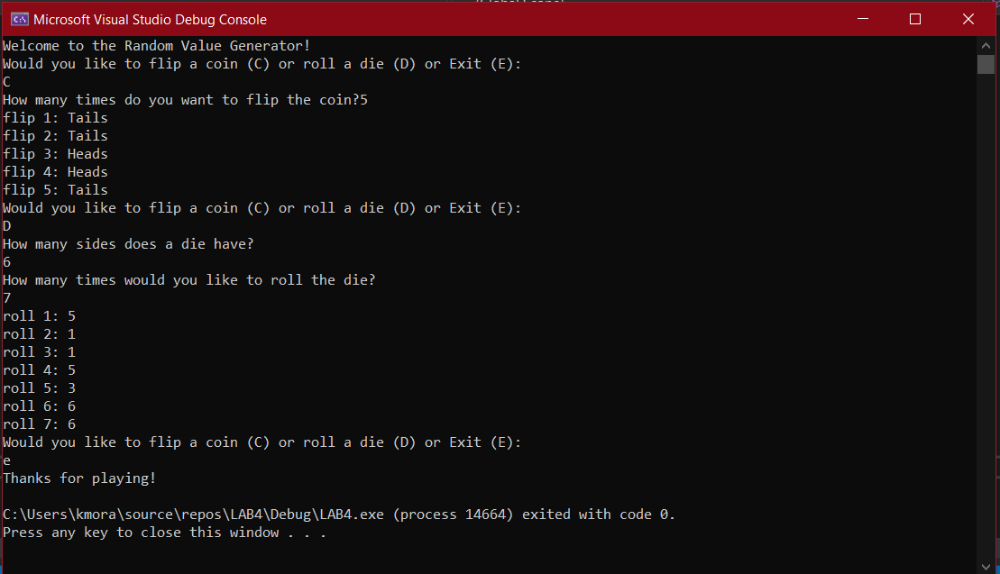 Microsoft Visual Studio Debug Console
Welcome to the Random Value Generator!
Would you like to flip a coin (C) or roll a die (D) or Exit (E):
C
How many times do you want to flip the coin?5
flip 1: Tails
flip 2: Tails
flip 3: Heads
flip 4: Heads
flip 5: Tails
Would you like to flip a coin (C) or roll a die (D) or Exit (E):
D
How many sides does a die have?
6
How many times would you like to roll the die?
7
roll 1: 5
roll 2: 1
roll 3: 1
roll 4: 5
roll 5: 3
roll 6: 6
roll 7: 6
Would you like to flip a coin (C) or roll a die (D) or Exit (E):
e
Thanks for playing!
C:\Users\kmora\source\repos\LAB4\Debug\LAB4.exe (process 14664) exited with code 0.
Press any key to close this window . . .